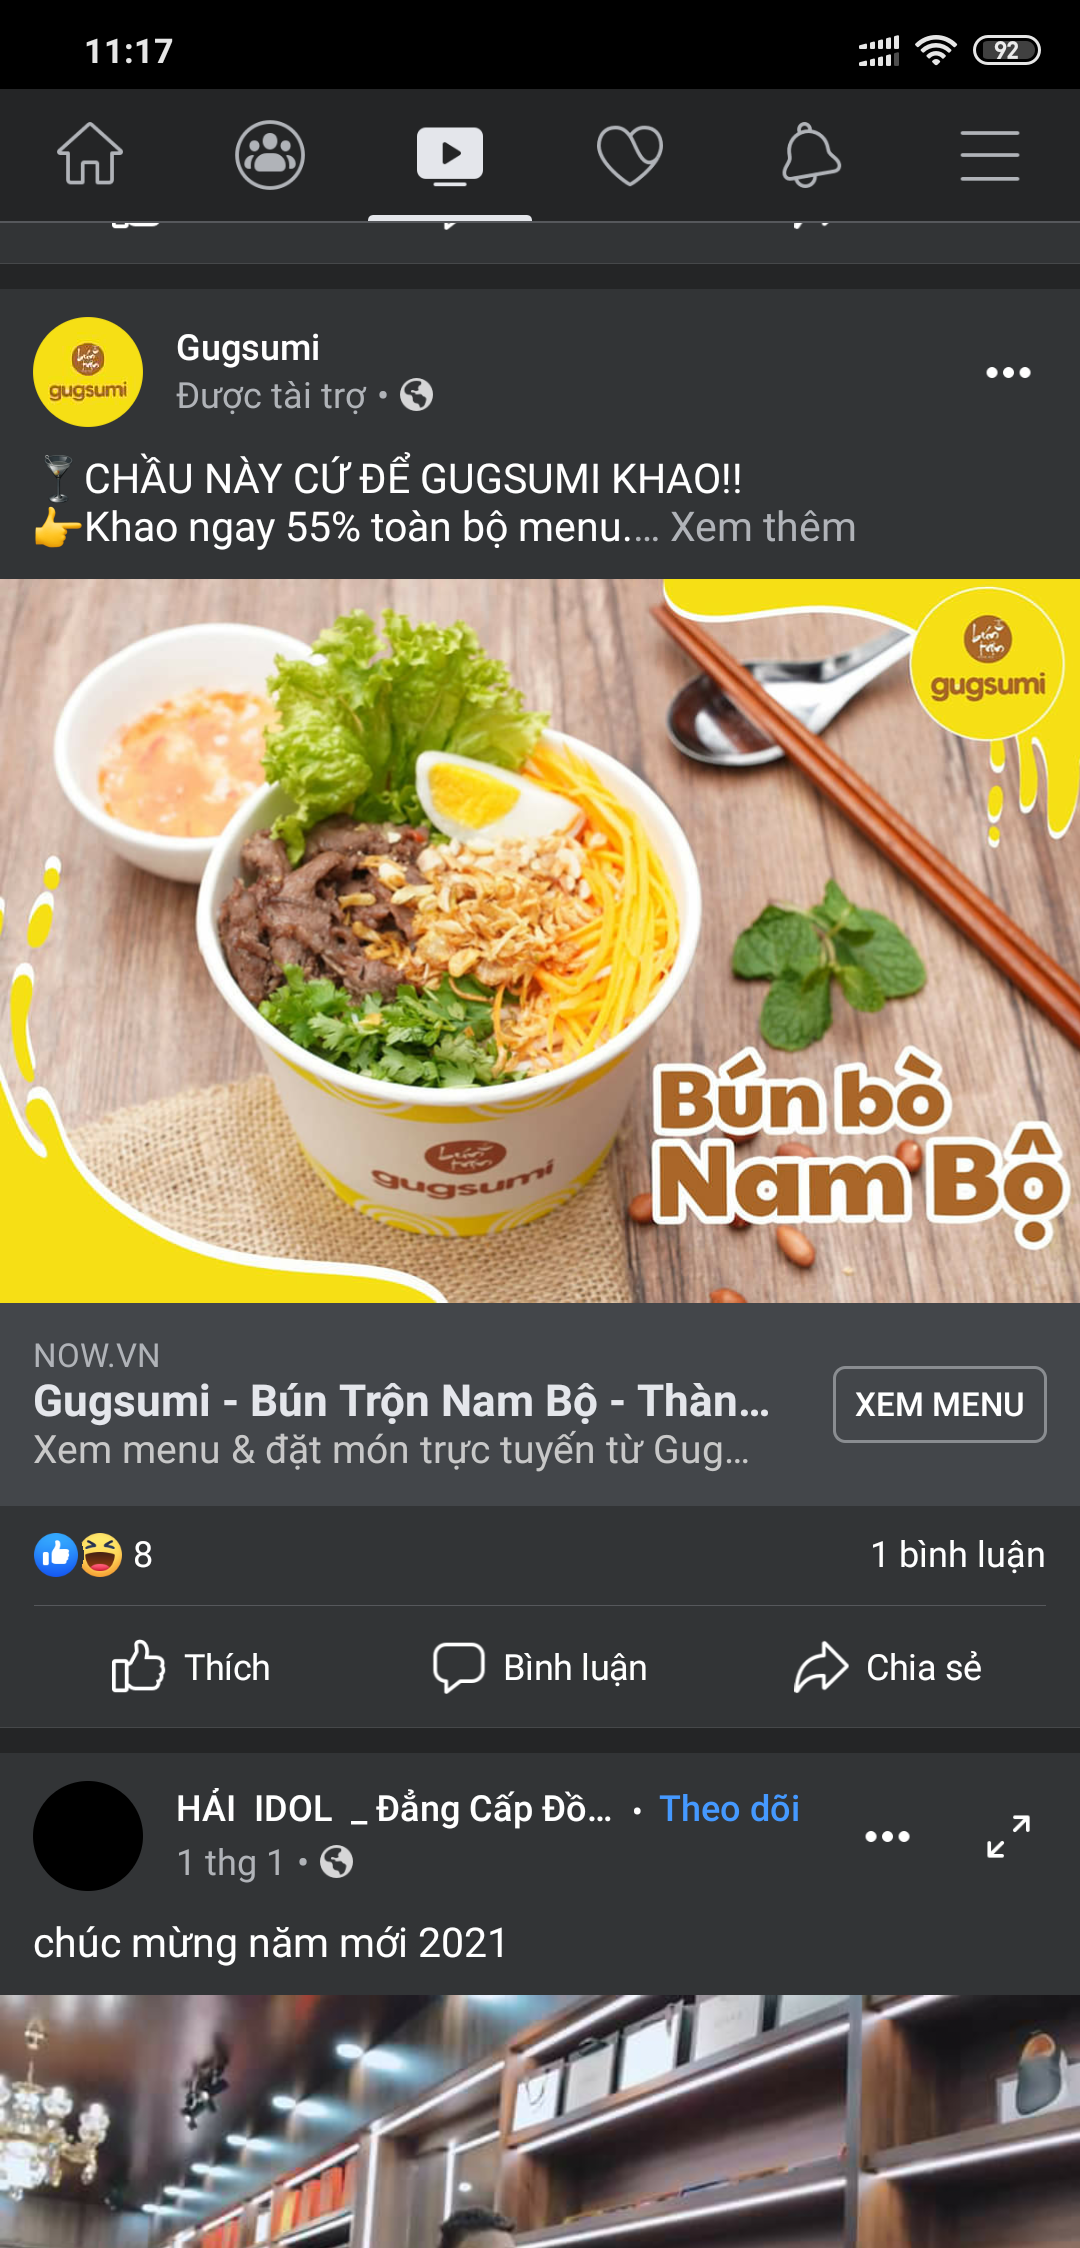 11:17
92
bún
trộn
gugsumi
Gugsumi
Được tài trợ •
CHẦU NÀY CỨ ĐỂ GUGSUMI KHAO!!
Khao ngay 55% toàn bộ menu.... Xem thêm
bún
trộn
gugsumi
bún
trộn
gugsumi
Bún bò
Nam Bộ
NOW.VN
Gugsumi - Bún Trộn Nam Bộ - Thàn...
Xem menu & đặt món trực tuyến từ Gug...
XEM MENU
8
1 bình luận
Thích
Bình luận
Chia sẻ
HÁI IDOL _ Đẳng Cấp Đồ... • Theo dõi
1 thg 1 •
chúc mừng năm mới 2021